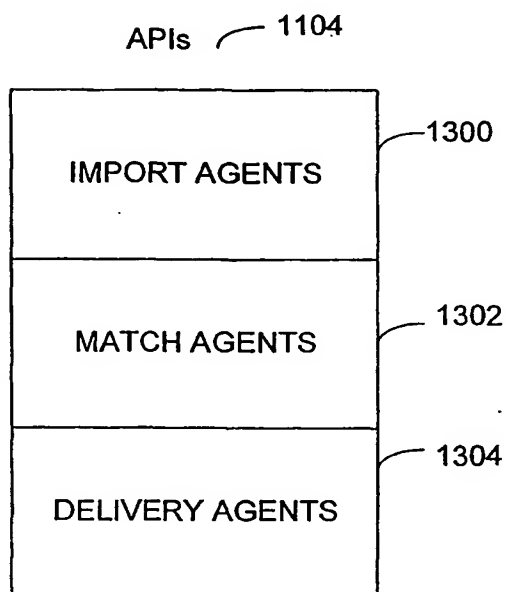 APIs 1104
IMPORT AGENTS 1300
MATCH AGENTS 1302
DELIVERY AGENTS 1304